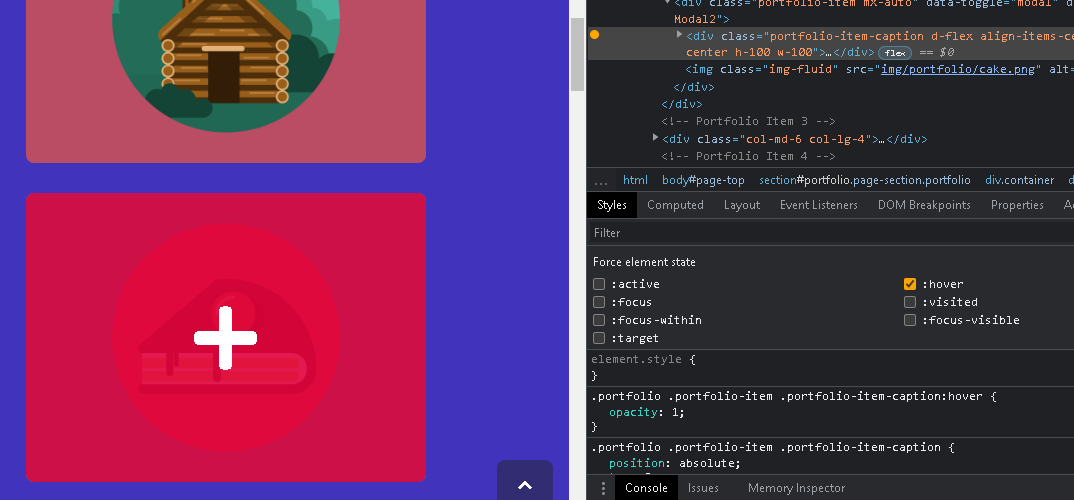 <div class="portfolio-item mx-auto" data-toggle="modal" d
Modal2">
<div class="portfolio-item-caption d-flex align-items-ce
center h-100 w-100">…</div> flex == $0
<img class="img-fluid" src="img/portfolio/cake.png" alt=
</div>
</div>
<!-- Portfolio Item 3 -->
<div class="col-md-6 col-lg-4">…</div>
<!-- Portfolio Item 4 -->
... html body#page-top section#portfolio.page-section.portfolio div.container d
Styles Computed Layout Event Listeners DOM Breakpoints Properties Ac
Filter
Force element state
:active :hover
:focus :visited
:focus-within :focus-visible
:target
element.style {
}
.portfolio .portfolio-item .portfolio-item-caption:hover {
opacity: 1;
}
.portfolio .portfolio-item .portfolio-item-caption {
position: absolute;
Console Issues Memory Inspector